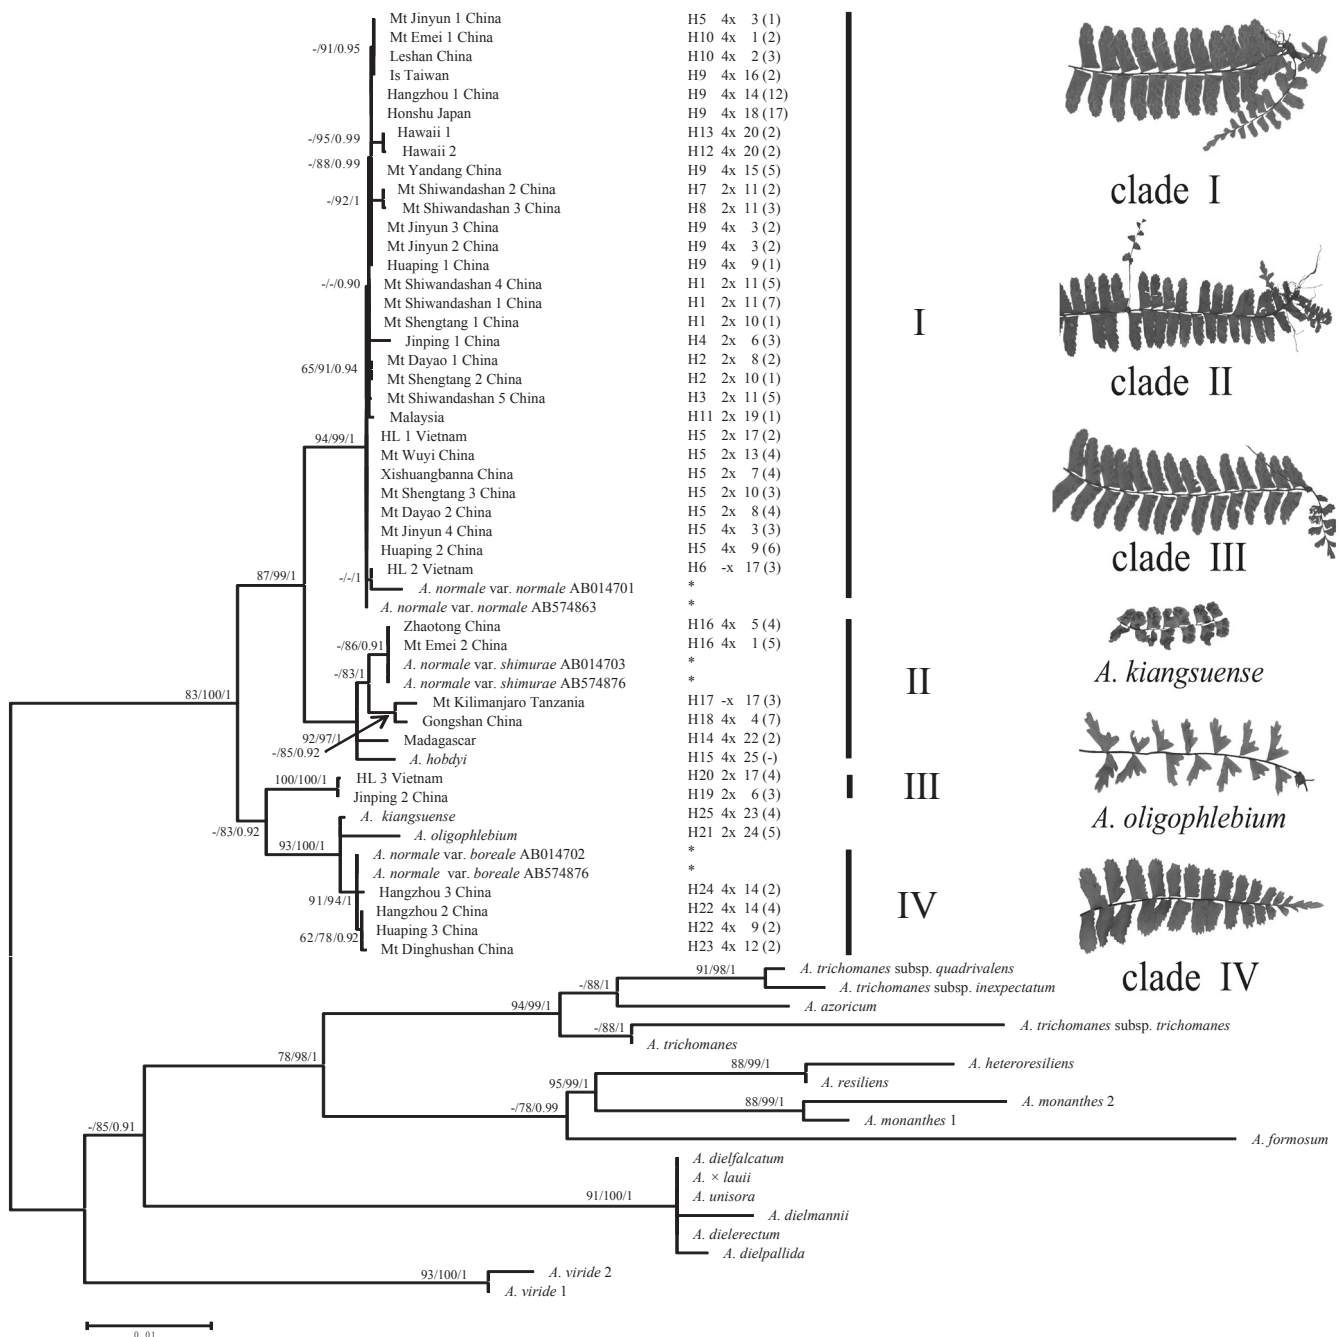 Mt Jinyun 1 China H5 4x 3 (1)
Mt Emei 1 China H10 4x 1 (2)
-/91/0.95
Leshan China H10 4x 2 (3)
Is Taiwan H9 4x 16 (2)
Hangzhou 1 China H9 4x 14 (12)
Honshu Japan H9 4x 18 (17)
Hawaii 1 H13 4x 20 (2)
-/95/0.99
Hawaii 2 H12 4x 20 (2)
-/88/0.99
Mt Yandang China H9 4x 15 (5)
Mt Shiwandashan 2 China H7 2x 11 (2)
-/92/1
Mt Shiwandashan 3 China H8 2x 11 (3)
Mt Jinyun 3 China H9 4x 3 (2)
Mt Jinyun 2 China H9 4x 3 (2)
Huaping 1 China H9 4x 9 (1)
-/-/0.90
Mt Shiwandashan 4 China H1 2x 11 (5)
Mt Shiwandashan 1 China H1 2x 11 (7)
Mt Shengtang 1 China H1 2x 10 (1)
Jinping 1 China H4 2x 6 (3)
Mt Dayao 1 China H2 2x 8 (2)
65/91/0.94
Mt Shengtang 2 China H2 2x 10 (1)
Mt Shiwandashan 5 China H3 2x 11 (5)
Malaysia H11 2x 19 (1)
94/99/1
HL 1 Vietnam H5 2x 17 (2)
Mt Wuyi China H5 2x 13 (4)
Xishuangbanna China H5 2x 7 (4)
Mt Shengtang 3 China H5 2x 10 (3)
Mt Dayao 2 China H5 2x 8 (4)
Mt Jinyun 4 China H5 4x 3 (3)
Huaping 2 China H5 4x 9 (6)
HL 2 Vietnam H6 -x 17 (3)
87/99/1
-/-/1
A. normale var. normale AB014701 *
A. normale var. normale AB574863 *
Zhaotong China H16 4x 5 (4)
Mt Emei 2 China H16 4x 1 (5)
-/86/0.91
A. normale var. shimurae AB014703 *
-/83/1
A. normale var. shimurae AB574876 *
83/100/1
Mt Kilimanjaro Tanzania H17 -x 17 (3)
Gongshan China H18 4x 4 (7)
92/97/1
Madagascar H14 4x 22 (2)
-/85/0.92
A. hobdyi H15 4x 25 (-)
100/100/1
HL 3 Vietnam H20 2x 17 (4)
Jinping 2 China H19 2x 6 (3)
A. kiangsuense H25 4x 23 (4)
-/83/0.92
A. oligophlebium H21 2x 24 (5)
93/100/1
A. normale var. boreale AB014702 *
A. normale var. boreale AB574876 *
Hangzhou 3 China H24 4x 14 (2)
91/94/1
Hangzhou 2 China H22 4x 14 (4)
Huaping 3 China H22 4x 9 (2)
62/78/0.92
Mt Dinghushan China H23 4x 12 (2)
I
II
III
IV
clade I
clade II
clade III
A. kiangsuense
A. oligophlebium
clade IV
91/98/1
A. trichomanes subsp. quadrivalens
-/88/1
A. trichomanes subsp. inexpectatum
94/99/1
A. azoricum
-/88/1
A. trichomanes subsp. trichomanes
A. trichomanes
78/98/1
88/99/1
A. heteroresiliens
95/99/1
A. resiliens
-/78/0.99
88/99/1
A. monanthes 2
A. monanthes 1
-/85/0.91
A. formosum
A. dielfalcatum
A. × lauii
91/100/1
A. unisora
A. dielmannii
A. dielerectum
A. dielpallida
93/100/1
A. viride 2
A. viride 1
0.01